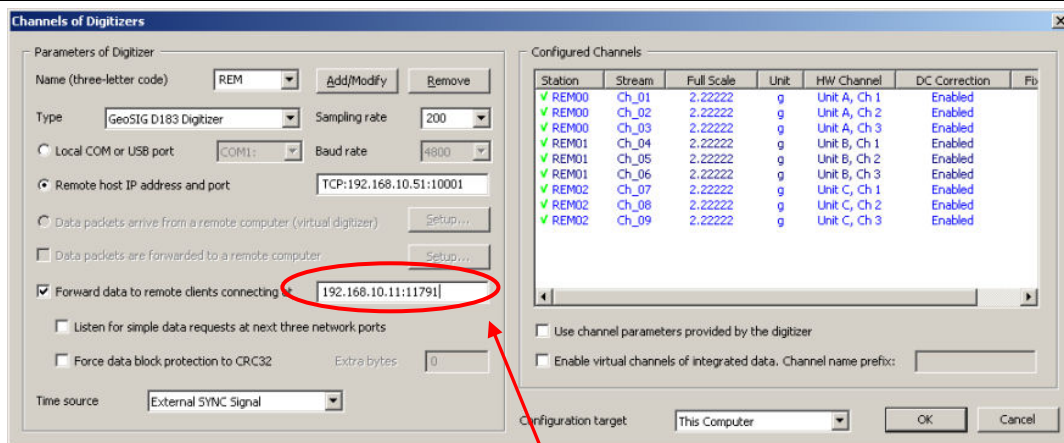 Channels of Digitizers
Parameters of Digitizer
Name (three-letter code) REM Add/Modify Remove
Type GeoSIG D183 Digitizer Sampling rate 200
Local COM or USB port COM1: Baud rate 4800
Remote host IP address and port TCP:192.168.10.51:10001
Data packets arrive from a remote computer (virtual digitizer) Setup...
Data packets are forwarded to a remote computer Setup...
Forward data to remote clients connecting at 192.168.10.11:11791
Listen for simple data requests at next three network ports
Force data block protection to CRC32 Extra bytes 0
Time source External SYNC Signal
Configured Channels
Station Stream Full Scale Unit HW Channel DC Correction Fix
REM00 Ch_01 2.22222 g Unit A, Ch 1 Enabled
REM00 Ch_02 2.22222 g Unit A, Ch 2 Enabled
REM00 Ch_03 2.22222 g Unit A, Ch 3 Enabled
REM01 Ch_04 2.22222 g Unit B, Ch 1 Enabled
REM01 Ch_05 2.22222 g Unit B, Ch 2 Enabled
REM01 Ch_06 2.22222 g Unit B, Ch 3 Enabled
REM02 Ch_07 2.22222 g Unit C, Ch 1 Enabled
REM02 Ch_08 2.22222 g Unit C, Ch 2 Enabled
REM02 Ch_09 2.22222 g Unit C, Ch 3 Enabled
Use channel parameters provided by the digitizer
Enable virtual channels of integrated data. Channel name prefix:
Configuration target This Computer OK Cancel